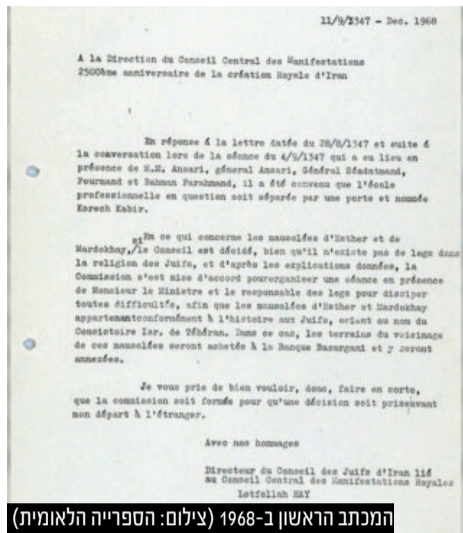 11/9/1347 - Dec. 1968
A la Direction du Conseil Central des Manifestations
2500ème anniversaire de la création Royale d'Iran
En réponse á la lettre datée du 28/8/1347 et suite á
la conversation lors de la séance du 4/9/1347 qui a eu lieu en
présence de M.M. Ansari, général Ansari, Général Séadatmand,
Pourmand et Bahman Farahmand, il a été convenu que l'école
professionnelle en question soit séparée par une porte et nommée
Korech Kabir.
En ce qui concerne les mausolées d'Esther et de
Mardokhay, si le Conseil est décidé, bien qu'il n'existe pas de legs dans
la religion des Juifs, et d'après les explications données, la
Commission s'est mise d'accord pourorganiser une séance en présence
de Monsieur le Ministre et le responsable des legs pour dissiper
toutes difficultés, afin que les mausolées d'Esther et Mardokhay
appartenantconformément à l'histoire aux Juifs, soient au nom du
Consistoire Isr. de Téhéran. Dans ce cas, les terrains du voisinage
de ces mausolées seront achetés à la Banque Bazargani et y seront
annexées.
Je vous prie de bien vouloir, donc, faire en sorte,
que la commission soit formée pour qu'une décision soit priseavant
mon départ à l'étranger.
Avec nos hommages
Directeur du Conseil des Juifs d'Iran lié
au Conseil Central des Manifestations Royales
Lotfollah HAY
המכתב הראשון ב-1968 (צילום: הספרייה הלאומית)